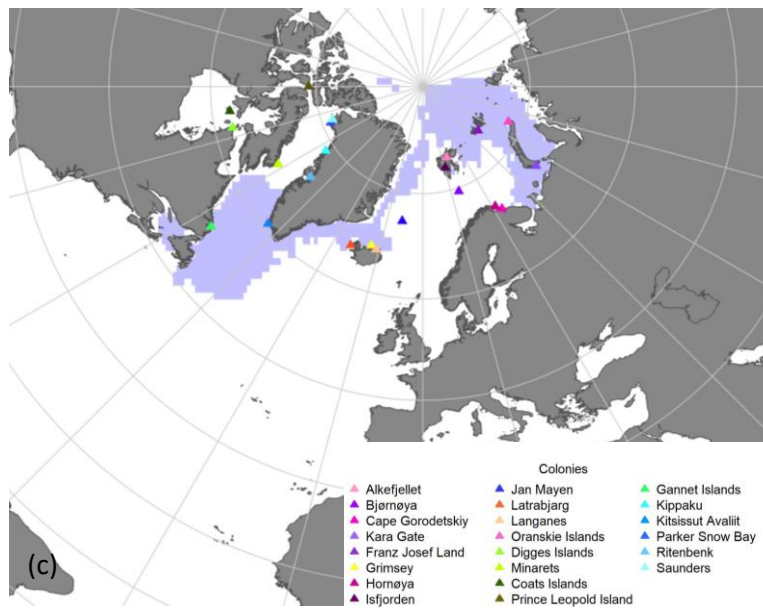 Colonies
Alkefjellet
Bjørnøya
Cape Gorodetskiy
Kara Gate
Franz Josef Land
Grimsey
Hornøya
Isfjorden
Jan Mayen
Latrabjarg
Langanes
Oranskie Islands
Digges Islands
Minarets
Coats Islands
Prince Leopold Island
Gannet Islands
Kippaku
Kitsissut Avaliit
Parker Snow Bay
Ritenbenk
Saunders
(c)